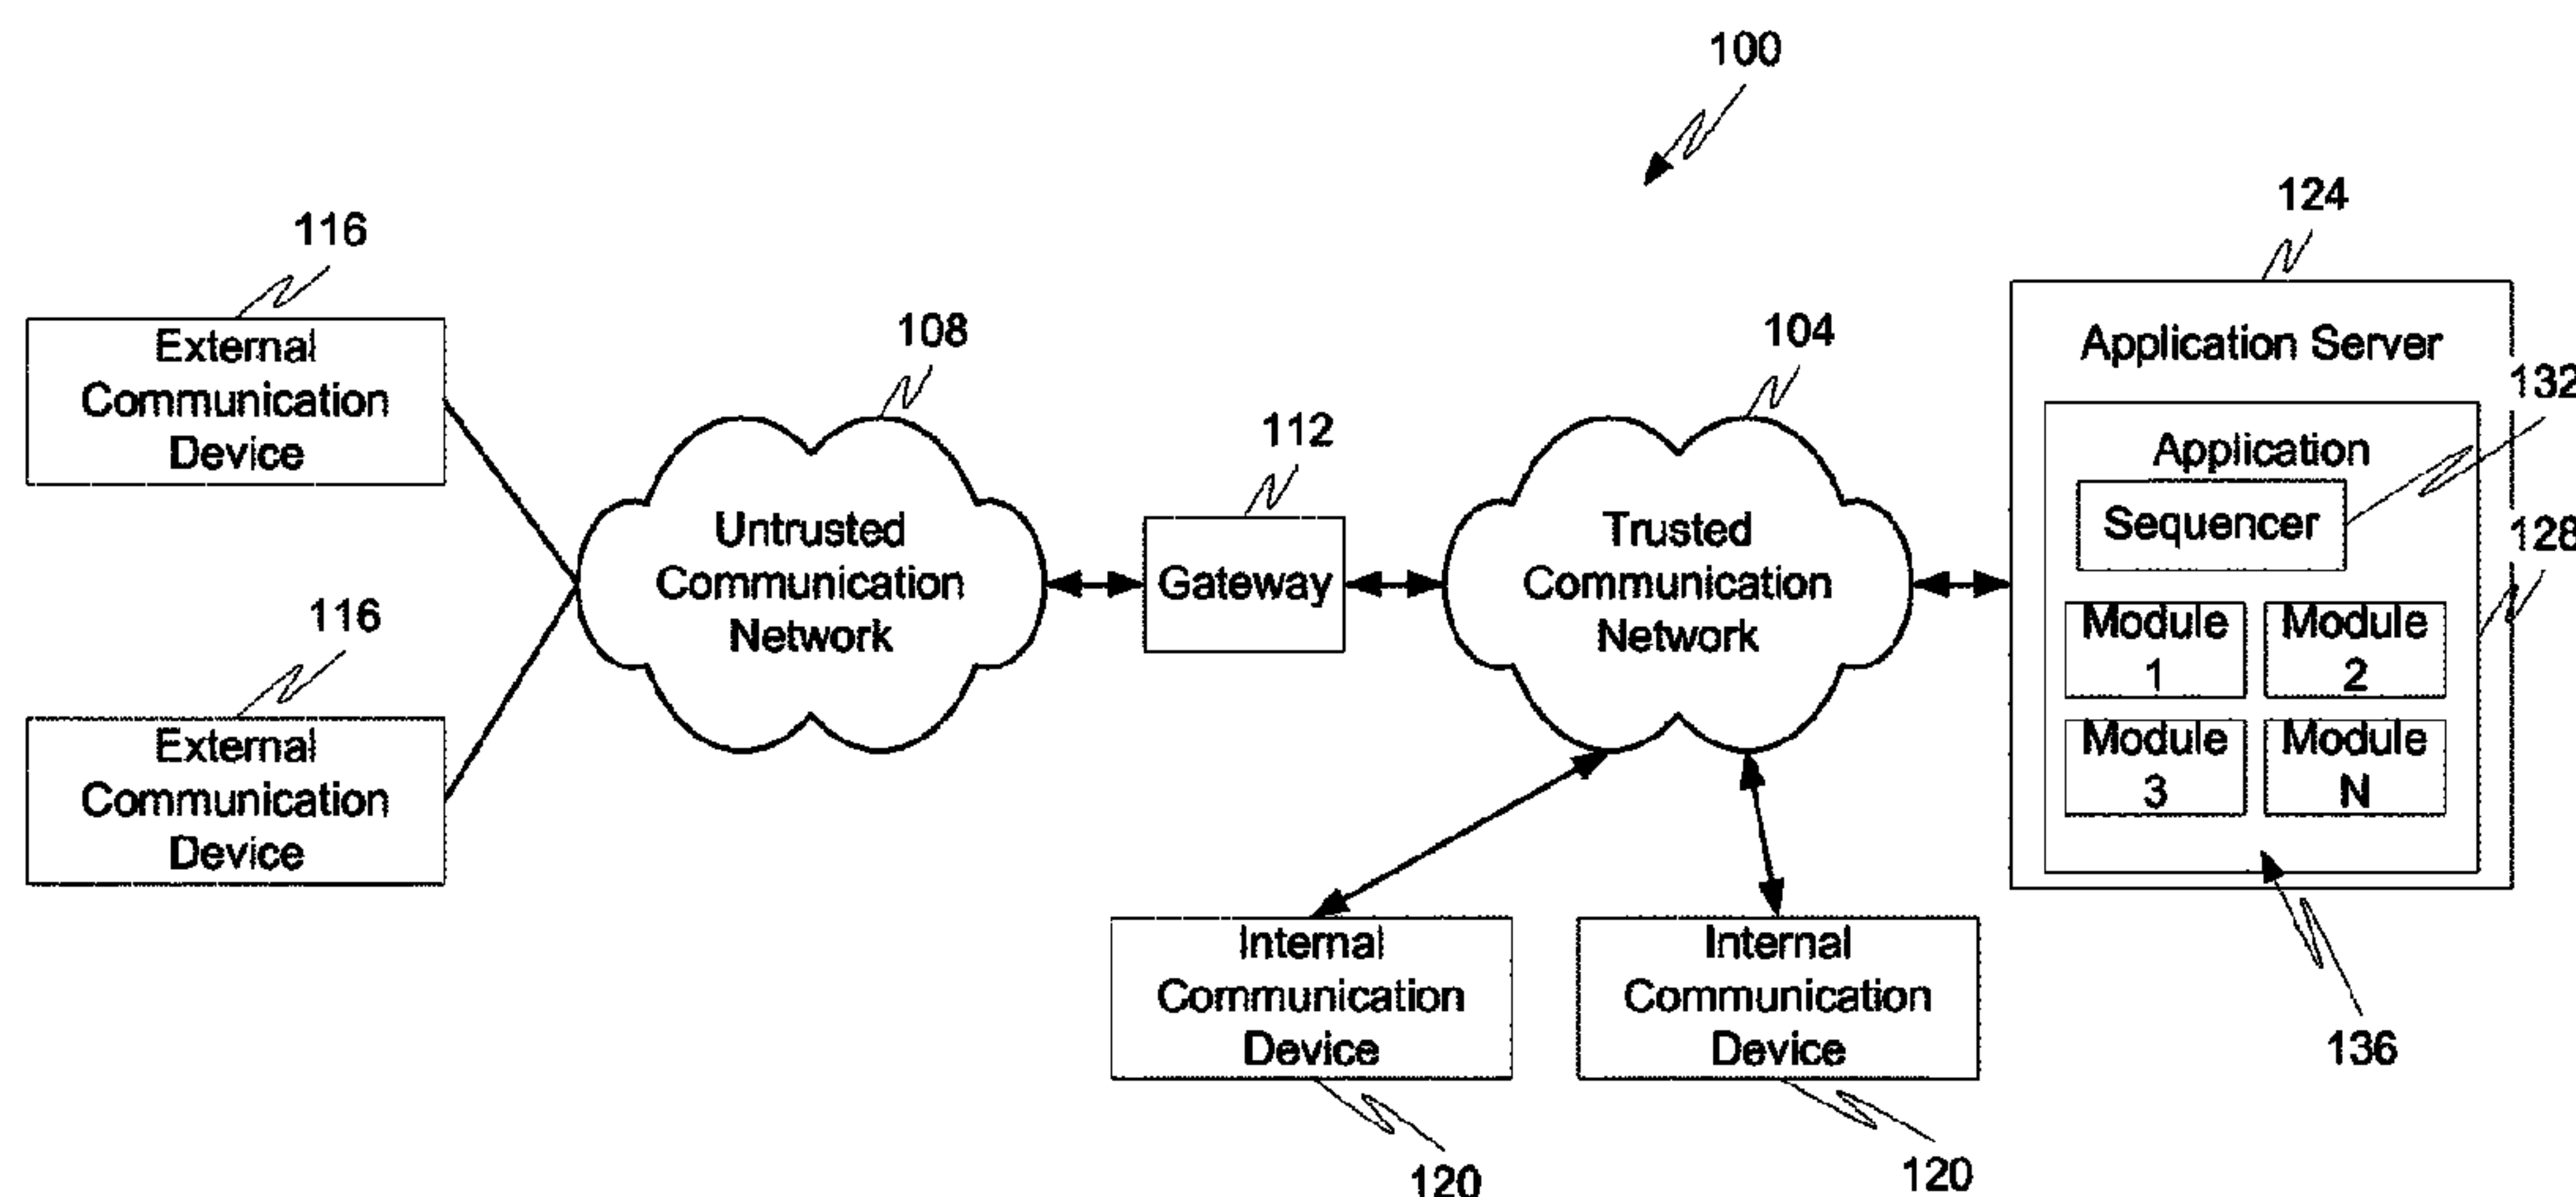 100
124
116
External
Communication
Device
108
Untrusted
Communication
Network
112
Gateway
104
Trusted
Communication
Network
Application Server
132
Application
Sequencer
128
Module
1
Module
2
Module
3
Module
N
136
116
External
Communication
Device
Internal
Communication
Device
120
Internal
Communication
Device
120